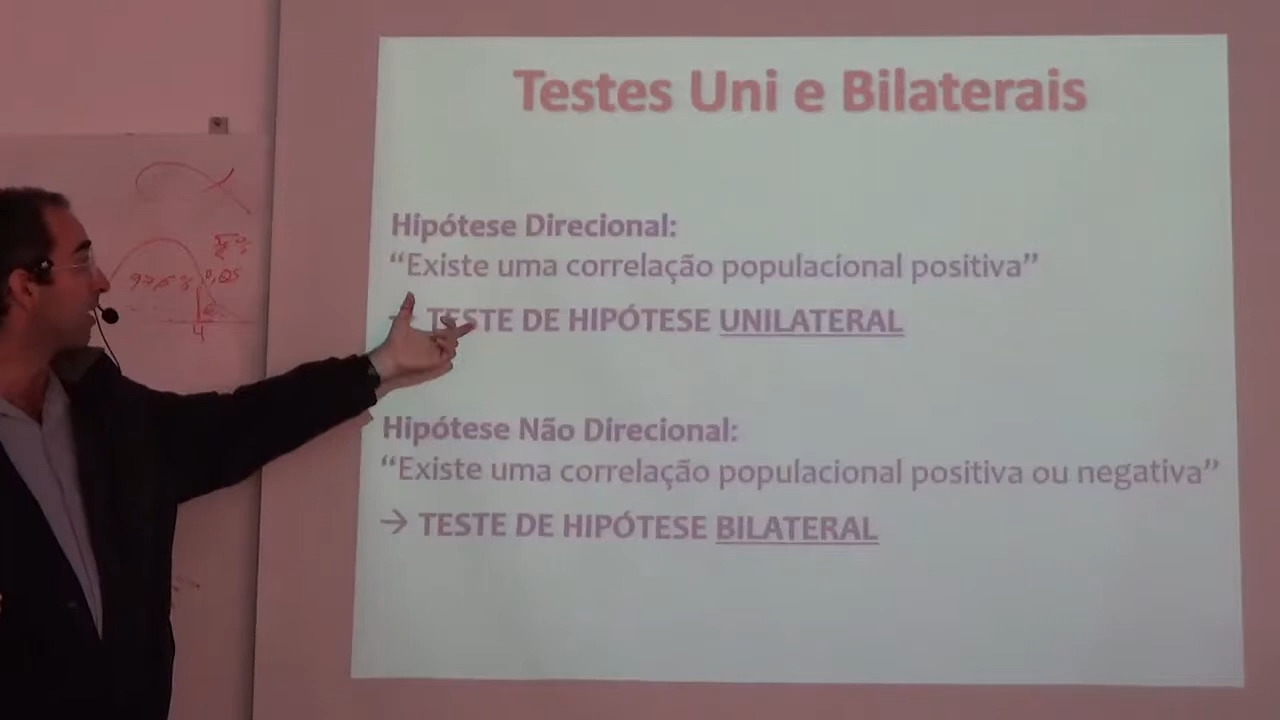 Testes Uni e Bilaterais
Hipótese Direcional:
“Existe uma correlação populacional positiva”
TESTE DE HIPÓTESE UNILATERAL
Hipótese Não Direcional:
“Existe uma correlação populacional positiva ou negativa”
→ TESTE DE HIPÓTESE BILATERAL
4